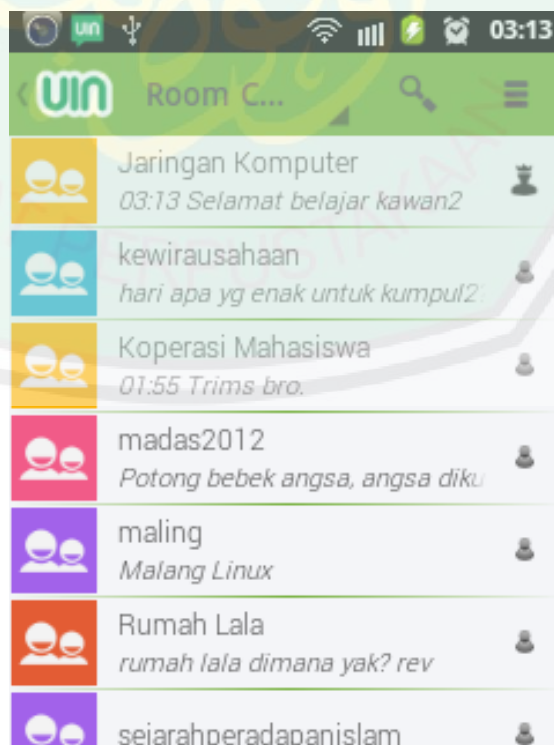 UIN 03:13
UIN Room C...
Jaringan Komputer
03:13 Selamat belajar kawan2
kewirausahaan
hari apa yg enak untuk kumpul2?
Koperasi Mahasiswa
01:55 Trims bro.
madas2012
Potong bebek angsa, angsa diku
maling
Malang Linux
Rumah Lala
rumah lala dimana yak? rev
sejarahperadapanislam